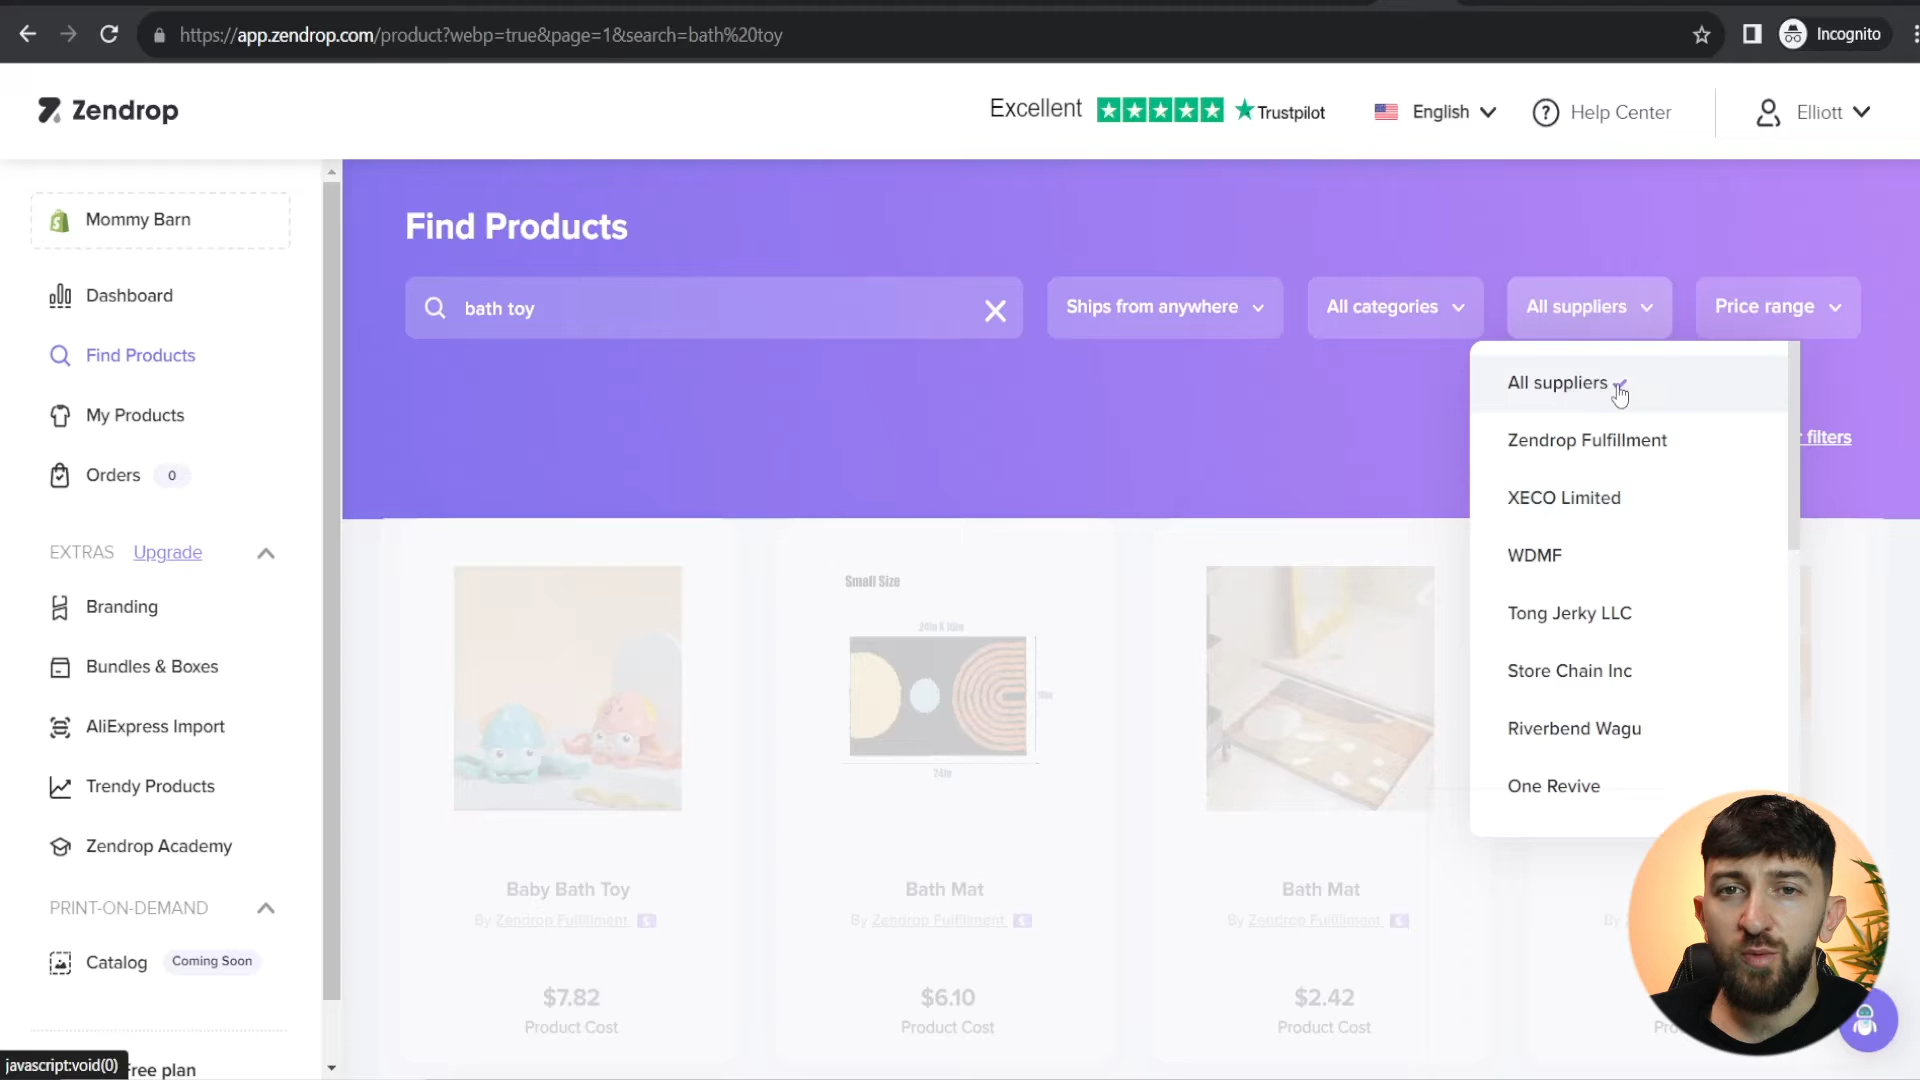 https://app.zendrop.com/product?webp=true&page=1&search=bath%20toy
Incognito
Zendrop
Excellent
Trustpilot
English
Help Center
Elliott
Mommy Barn
Dashboard
Find Products
My Products
Orders 0
EXTRAS Upgrade
Branding
Bundles & Boxes
AliExpress Import
Trendy Products
Zendrop Academy
PRINT-ON-DEMAND
Catalog Coming Soon
Free plan
javascript:void(0)
Find Products
bath toy
Ships from anywhere
All categories
All suppliers
Price range
filters
All suppliers
Zendrop Fulfillment
XECO Limited
WDMF
Tong Jerky LLC
Store Chain Inc
Riverbend Wagu
One Revive
Baby Bath Toy
By Zendrop Fulfillment
$7.82
Product Cost
Small Size
24in
Bath Mat
By Zendrop Fulfillment
$6.10
Product Cost
Bath Mat
By Zendrop Fulfillment
$2.42
Product Cost
By